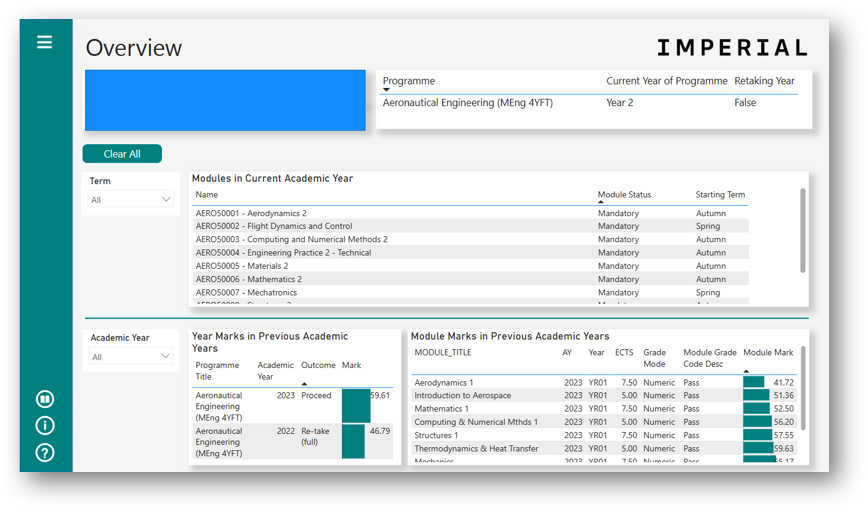 Overview
IMPERIAL
Programme Current Year of Programme Retaking Year
Aeronautical Engineering (MEng 4YFT) Year 2 False
Clear All
Term
All
Modules in Current Academic Year
Name Module Status Starting Term
AERO50001 - Aerodynamics 2 Mandatory Autumn
AERO50002 - Flight Dynamics and Control Mandatory Spring
AERO50003 - Computing and Numerical Methods 2 Mandatory Autumn
AERO50004 - Engineering Practice 2 - Technical Mandatory Autumn
AERO50005 - Materials 2 Mandatory Autumn
AERO50006 - Mathematics 2 Mandatory Autumn
AERO50007 - Mechatronics Mandatory Spring
Academic Year
All
Year Marks in Previous Academic
Years
Programme Academic Outcome Mark
Title Year
Aeronautical 2023 Proceed 59.61
Engineering
(MEng 4YFT)
Aeronautical 2022 Re-take 46.79
Engineering (full)
(MEng 4YFT)
Module Marks in Previous Academic Years
MODULE_TITLE AY Year ECTS Grade Module Grade Module Mark
Mode Code Desc
Aerodynamics 1 2023 YR01 7.50 Numeric Pass 41.72
Introduction to Aerospace 2023 YR01 5.00 Numeric Pass 51.36
Mathematics 1 2023 YR01 7.50 Numeric Pass 52.50
Computing & Numerical Mthds 1 2023 YR01 5.00 Numeric Pass 56.20
Structures 1 2023 YR01 7.50 Numeric Pass 57.55
Thermodynamics & Heat Transfer 2023 YR01 5.00 Numeric Pass 59.63
Mechanics 2023 YR01 7.50 Numeric Pass